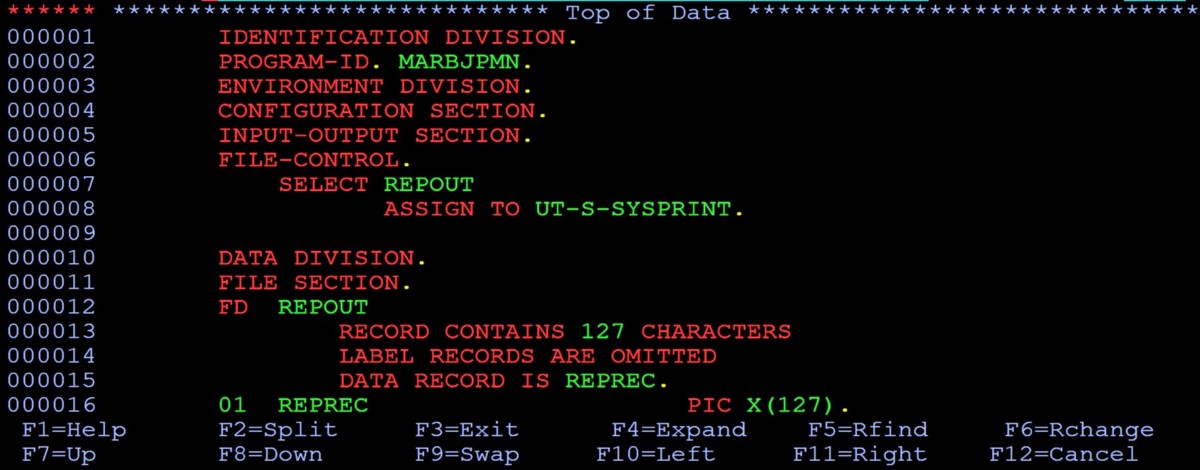 ****** ***************************** Top of Data ******************************
000001 IDENTIFICATION DIVISION.
000002 PROGRAM-ID. MARBJPMN.
000003 ENVIRONMENT DIVISION.
000004 CONFIGURATION SECTION.
000005 INPUT-OUTPUT SECTION.
000006 FILE-CONTROL.
000007 SELECT REPOUT
000008 ASSIGN TO UT-S-SYSPRINT.
000009
000010 DATA DIVISION.
000011 FILE SECTION.
000012 FD REPOUT
000013 RECORD CONTAINS 127 CHARACTERS
000014 LABEL RECORDS ARE OMITTED
000015 DATA RECORD IS REPREC.
000016 01 REPREC PIC X(127).
F1=Help F2=Split F3=Exit F4=Expand F5=Rfind F6=Rchange
F7=Up F8=Down F9=Swap F10=Left F11=Right F12=Cancel